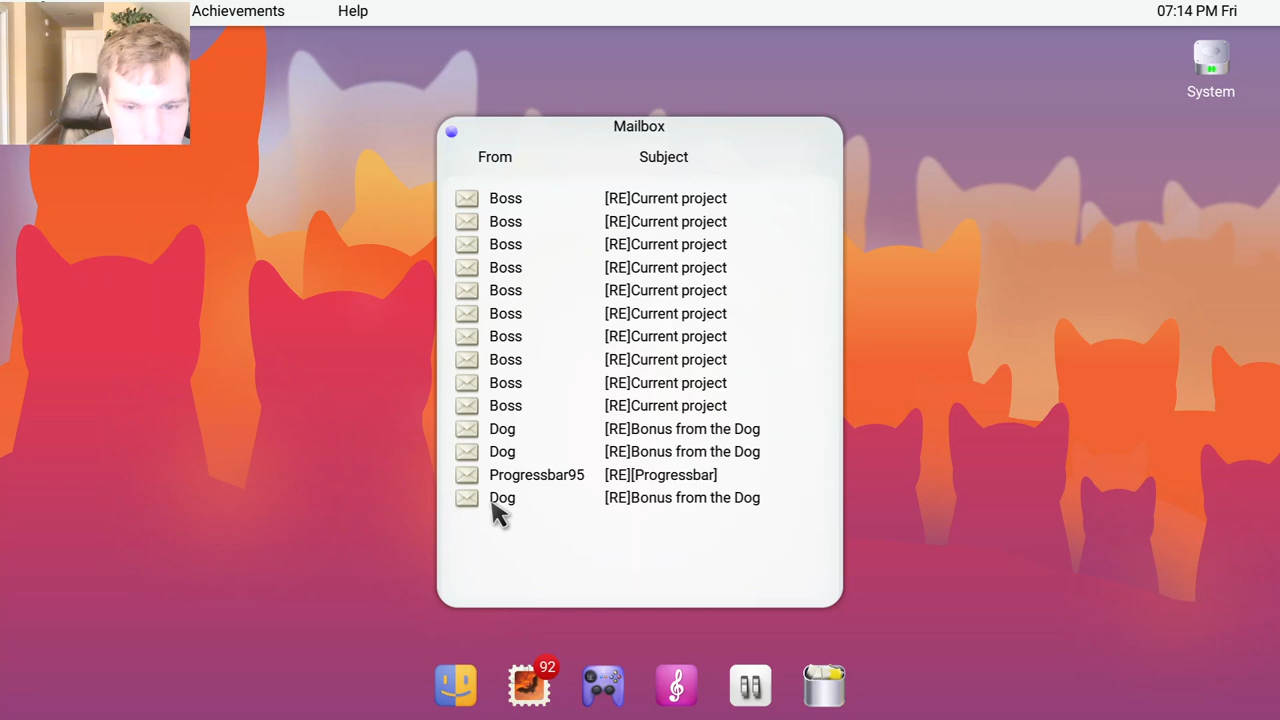 Achievements Help 07:14 PM Fri
System
Mailbox
From Subject
Boss [RE]Current project
Boss [RE]Current project
Boss [RE]Current project
Boss [RE]Current project
Boss [RE]Current project
Boss [RE]Current project
Boss [RE]Current project
Boss [RE]Current project
Boss [RE]Current project
Boss [RE]Current project
Dog [RE]Bonus from the Dog
Dog [RE]Bonus from the Dog
Progressbar95 [RE][Progressbar]
Dog [RE]Bonus from the Dog
92